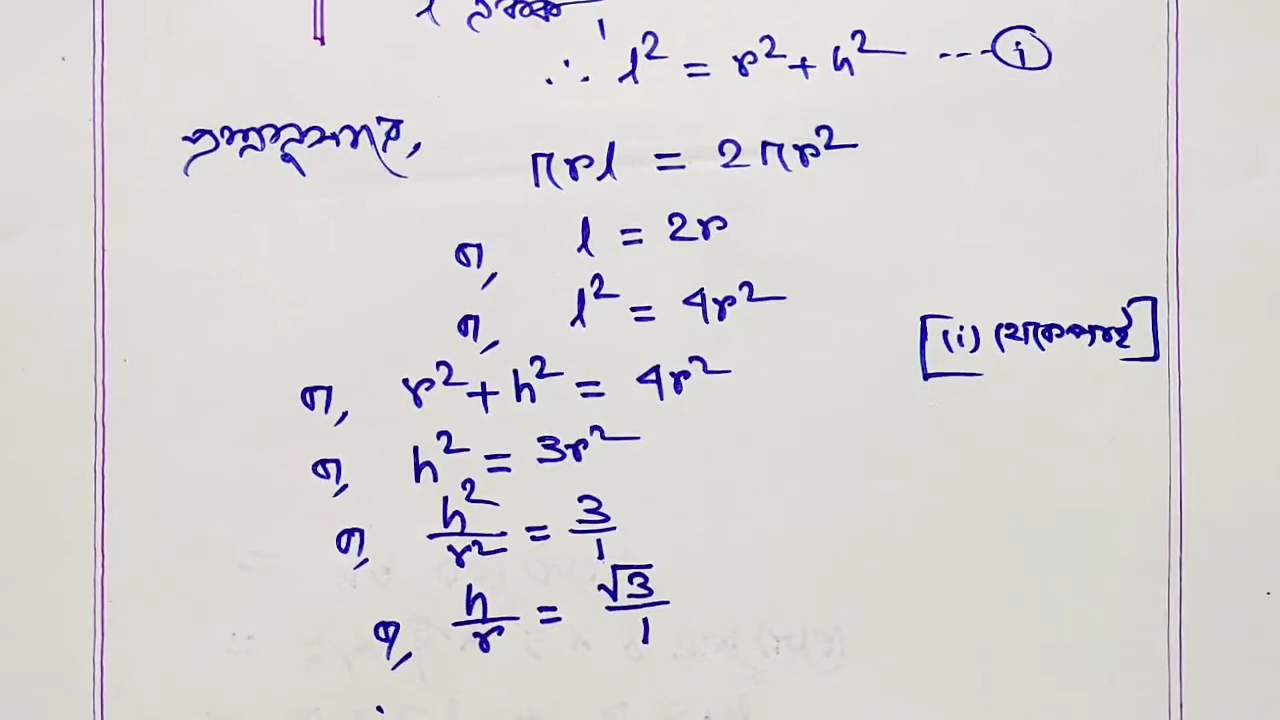 ∴ l² = r² + h² --- (i)
প্রশ্নানুসারে, πrl = 2πr²
বা, l = 2r
বা, l² = 4r²
বা, r² + h² = 4r² [(i) থেকে পাই]
বা, h² = 3r²
বা, h²/r² = 3/1
বা, h/r = √3/1